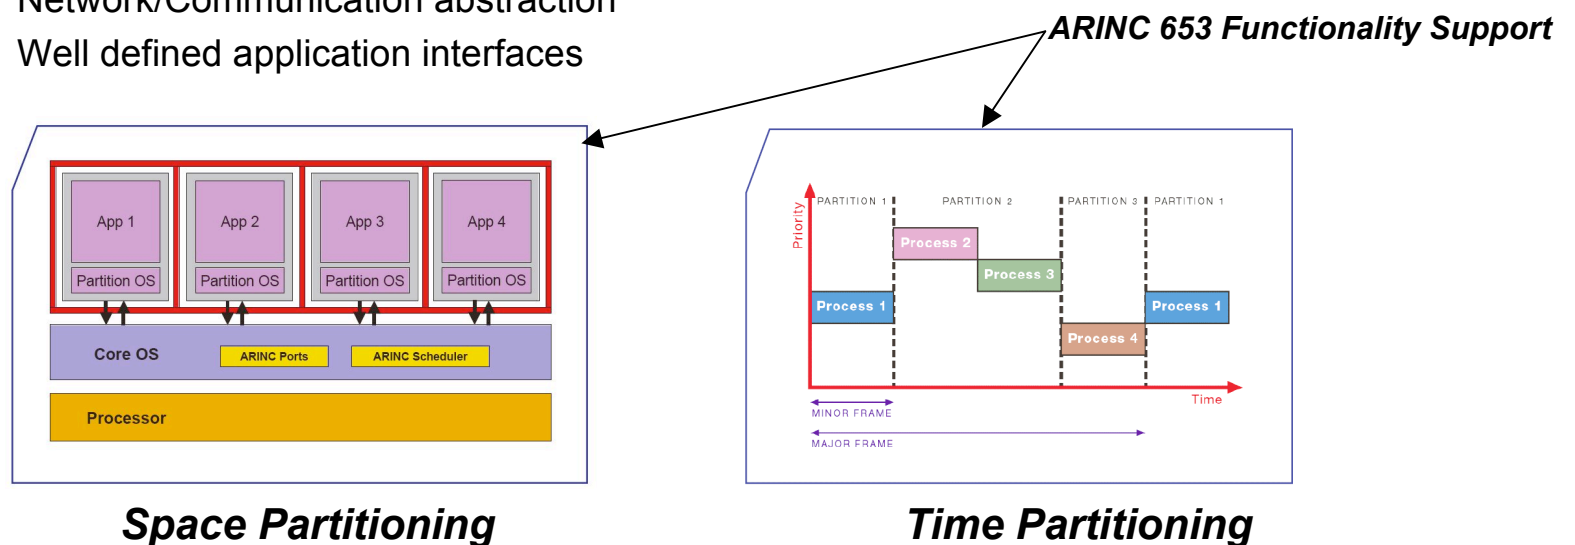 Network/Communication abstraction
Well defined application interfaces
ARINC 653 Functionality Support
App 1
App 2
App 3
App 4
Partition OS
Partition OS
Partition OS
Partition OS
Core OS
ARINC Ports
ARINC Scheduler
Processor
Space Partitioning
PARTITION 1
PARTITION 2
PARTITION 3
PARTITION 1
Priority
Process 2
Process 3
Process 1
Process 1
Process 4
Time
MINOR FRAME
MAJOR FRAME
Time Partitioning